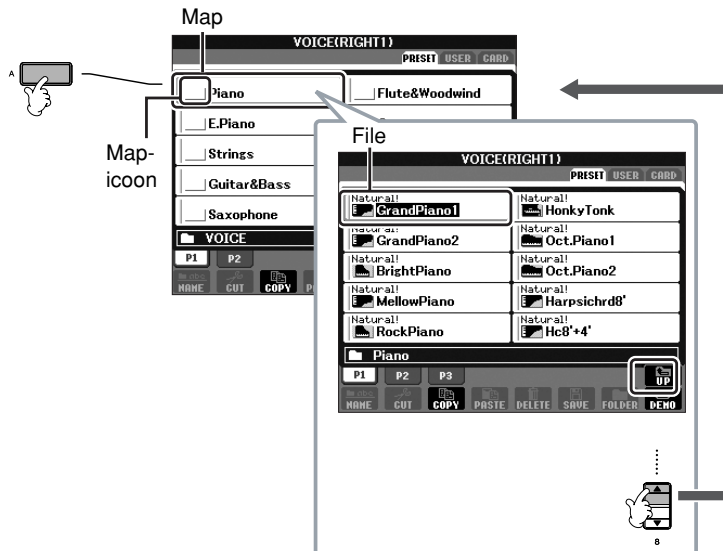 Map
VOICE(RIGHT1)
PRESET USER CARD
A
Piano
Flute&Woodwind
E.Piano
Strings
Guitar&Bass
Saxophone
VOICE
P1 P2
NAME CUT COPY P
Map-
icoon
File
VOICE(RIGHT1)
PRESET USER CARD
Natural! Natural!
GrandPiano1 HonkyTonk
Natural! Natural!
GrandPiano2 Oct.Piano1
Natural! Natural!
BrightPiano Oct.Piano2
Natural! Natural!
MellowPiano Harpsichrd8'
Natural! Natural!
RockPiano Hc8'+4'
Piano
P1 P2 P3
UP
NAME CUT COPY PASTE DELETE SAVE FOLDER DEMO
8